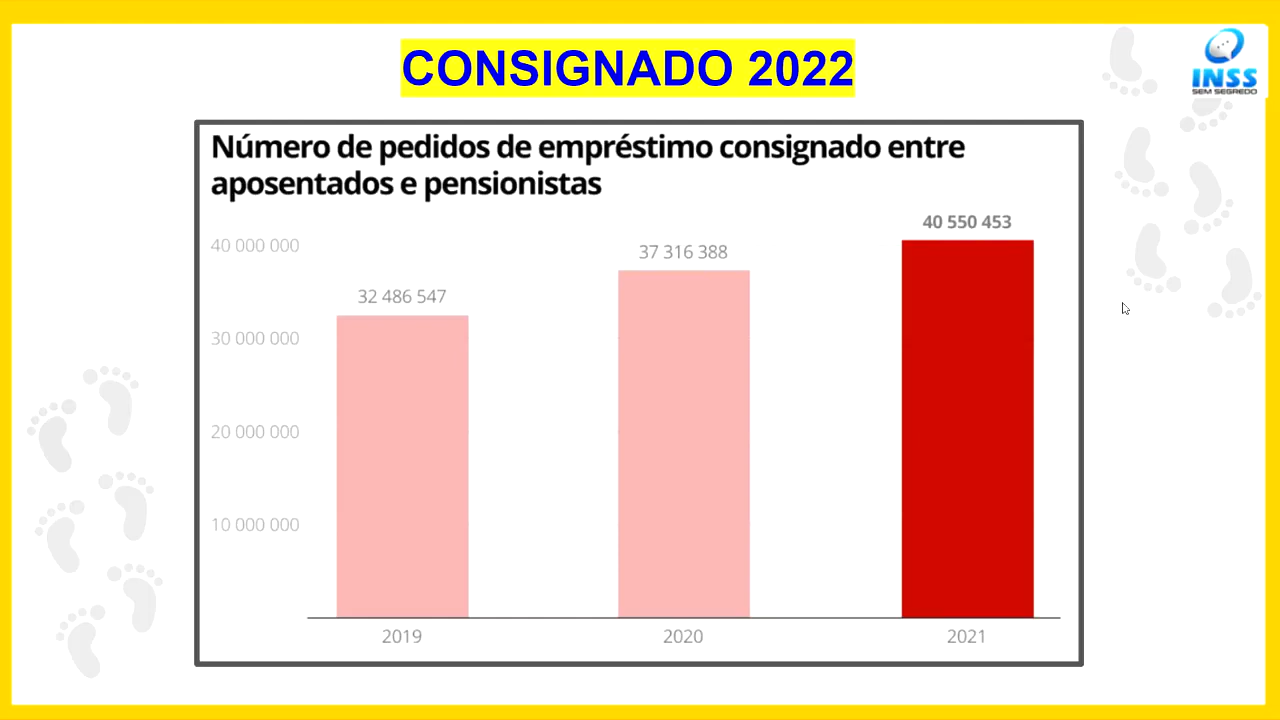 CONSIGNADO 2022
INSS
SEM SEGREDO
Número de pedidos de empréstimo consignado entre
aposentados e pensionistas
40 550 453
40 000 000
37 316 388
32 486 547
30 000 000
20 000 000
10 000 000
2019
2020
2021